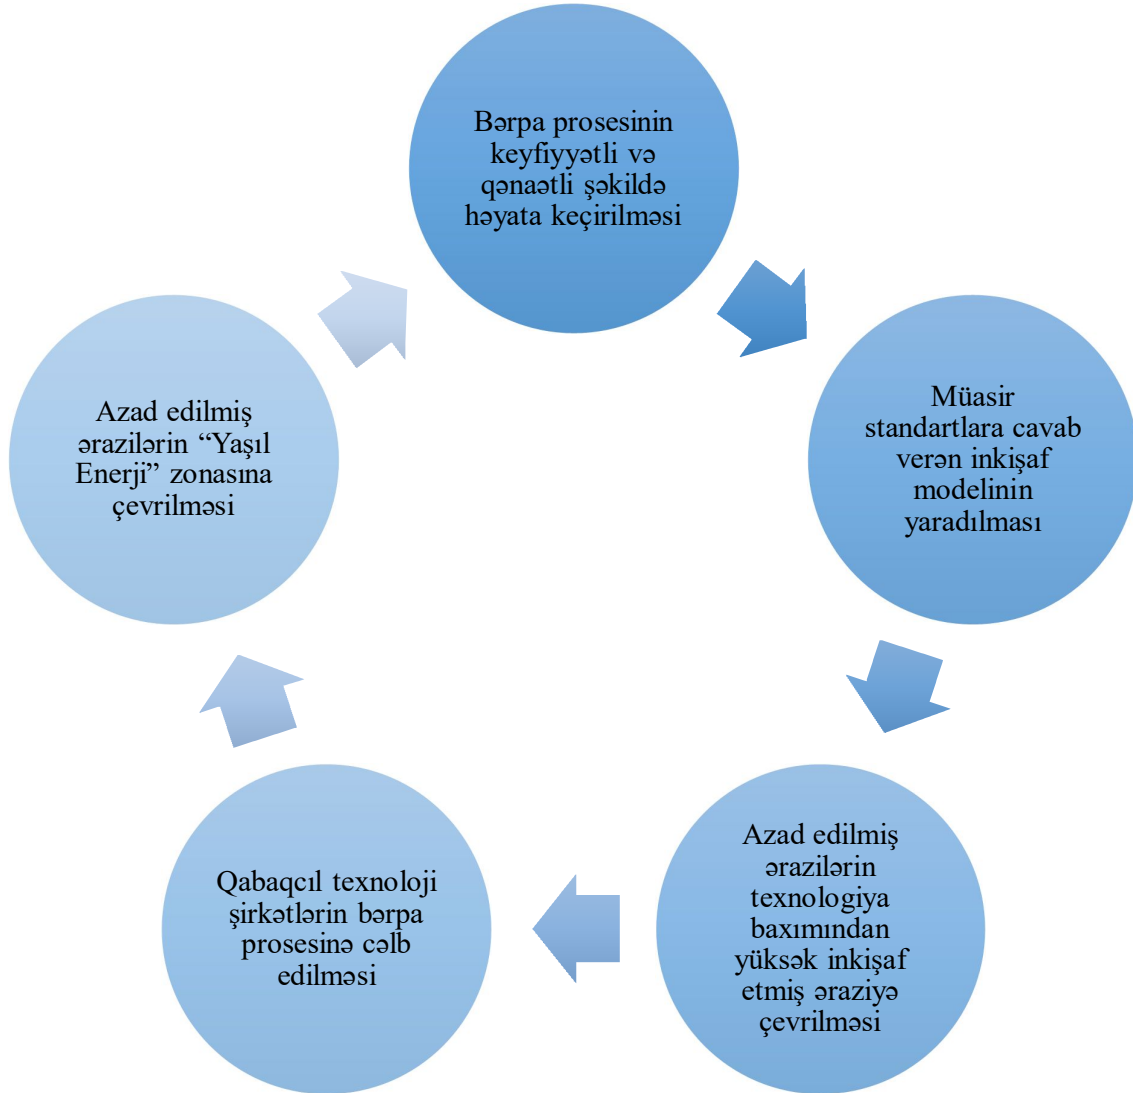 Bərpa prosesinin
keyfiyyətli və
qənaətli şəkildə
həyata keçirilməsi
Müasir
standartlara cavab
verən inkişaf
modelinin
yaradılması
Azad edilmiş
ərazilərin
texnologiya
baxımından
yüksək inkişaf
etmiş əraziyə
çevrilməsi
Qabaqcıl texnoloji
şirkətlərin bərpa
prosesinə cəlb
edilməsi
Azad edilmiş
ərazilərin “Yaşıl
Enerji” zonasına
çevrilməsi